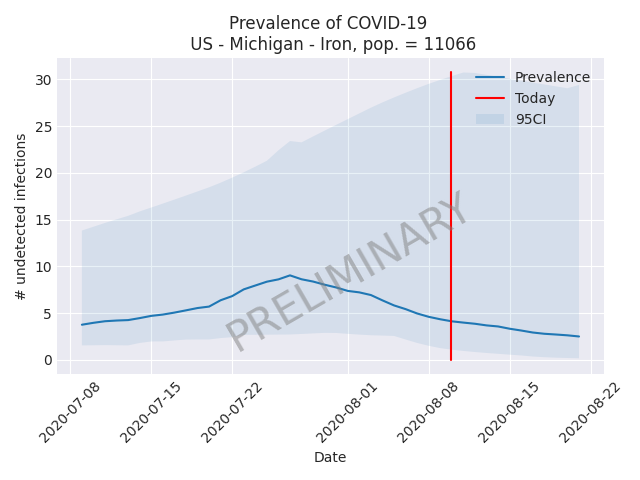 Prevalence of COVID-19
US - Michigan - Iron, pop. = 11066
30
25
20
15
10
5
0
# undetected infections
Prevalence
Today
95CI
PRELIMINARY
2020-07-08
2020-07-15
2020-07-22
2020-08-01
2020-08-08
2020-08-15
2020-08-22
Date